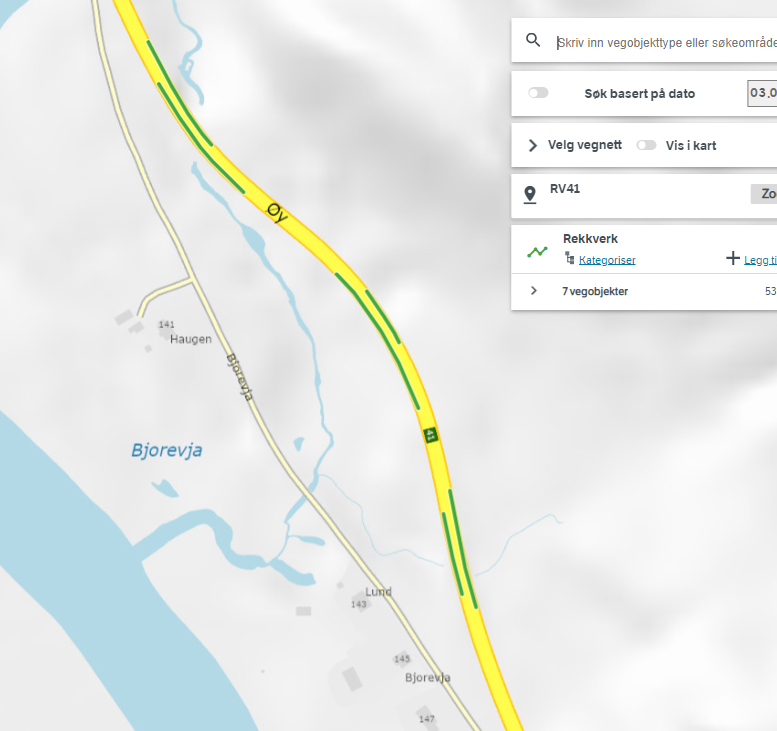 Skriv inn vegobjekttype eller søkeområde
Søk basert på dato
03.0
Velg vegnett
Vis i kart
RV41
Zo
Rekkverk
Kategoriser
Legg ti
7 vegobjekter
53
Øy
141
Haugen
Bjorevja
41
Bjorevja
Lund
143
145
Bjorevja
147